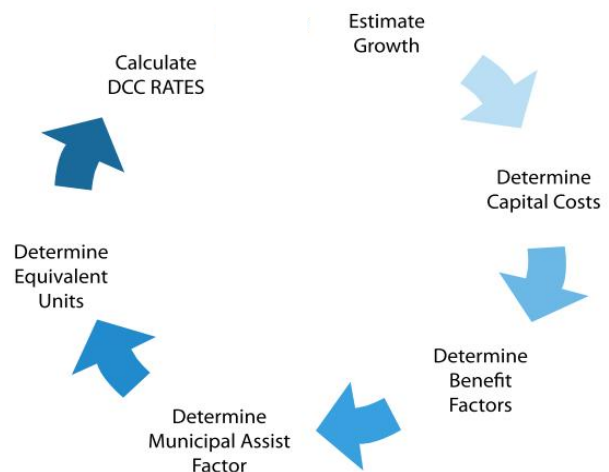 Estimate
Growth
Determine
Capital Costs
Determine
Benefit
Factors
Determine
Municipal Assist
Factor
Determine
Equivalent
Units
Calculate
DCC RATES